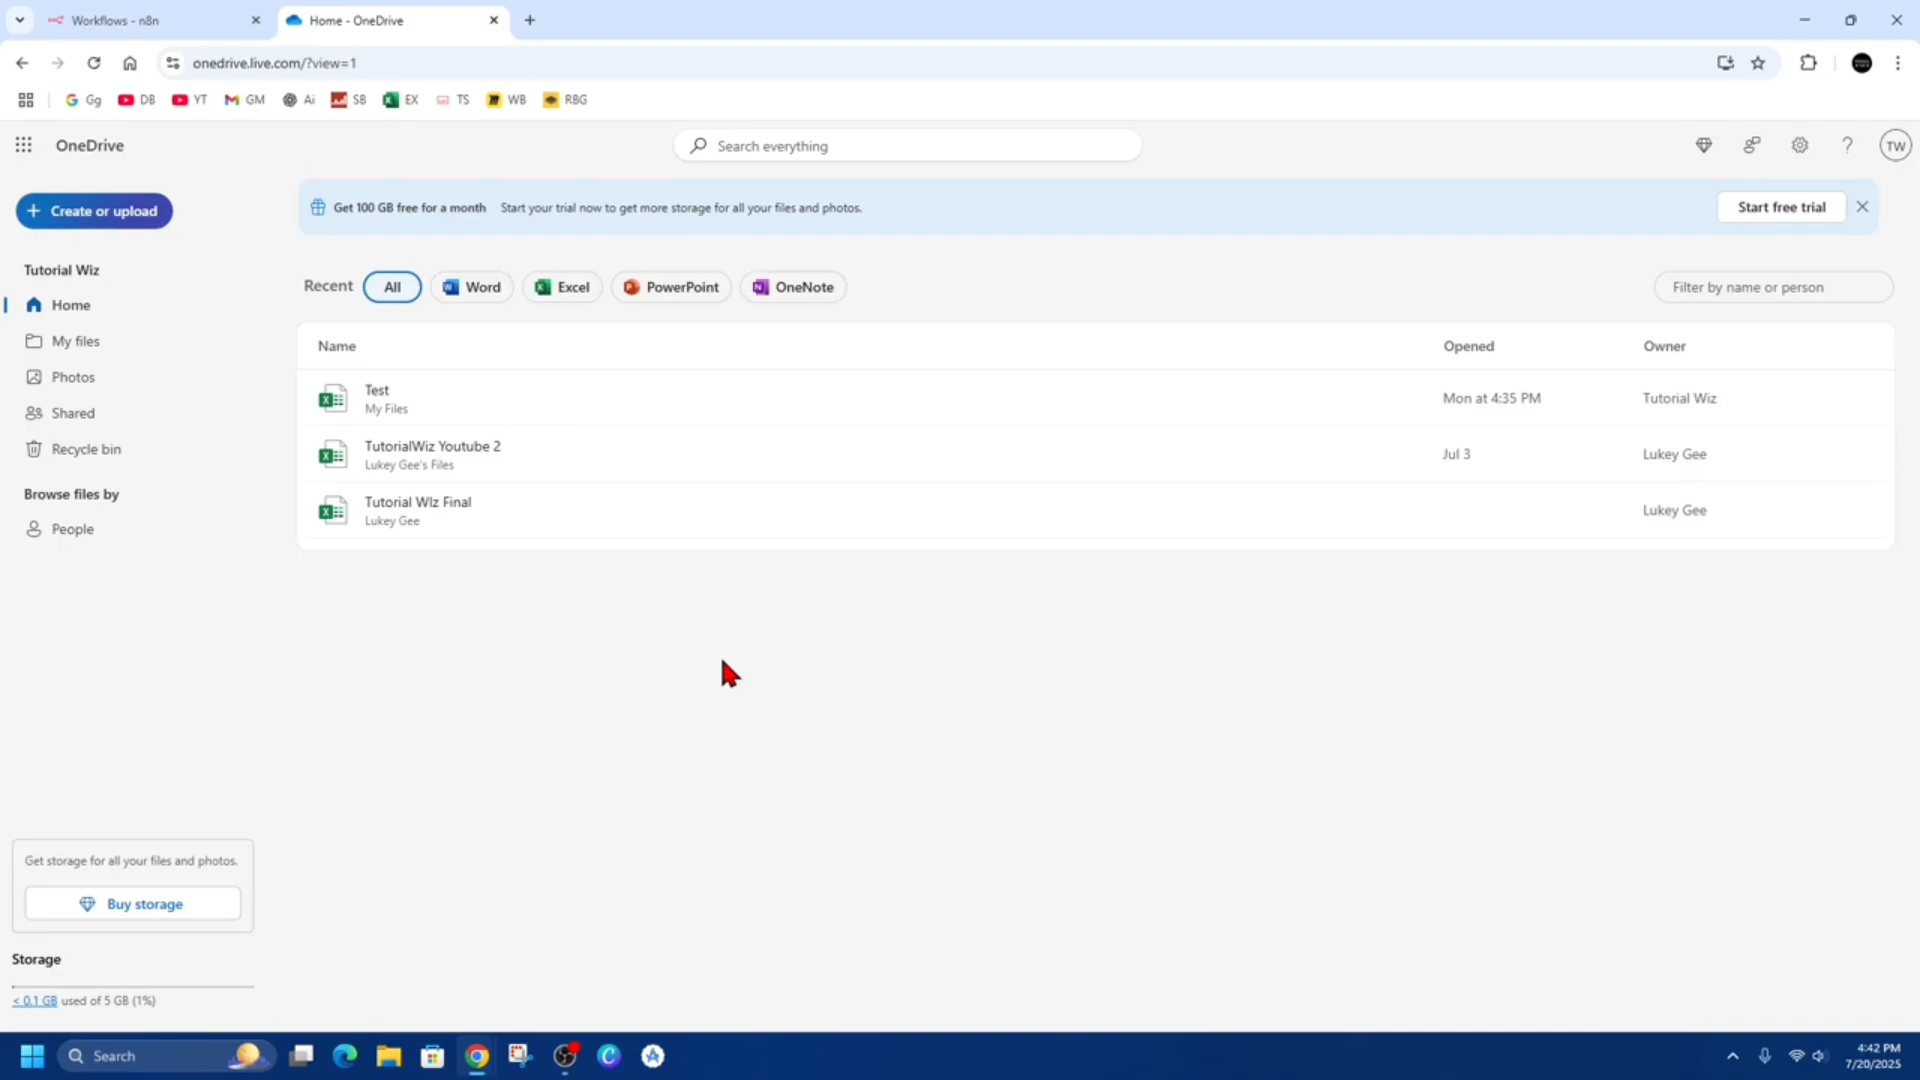 Workflows - n8n
Home - OneDrive
onedrive.live.com/?view=1
Gg DB YT GM Ai SB EX TS WB RBG
OneDrive
Search everything
TW
Create or upload
Get 100 GB free for a month Start your trial now to get more storage for all your files and photos.
Start free trial
Tutorial Wiz
Home
My files
Photos
Shared
Recycle bin
Browse files by
People
Recent All Word Excel PowerPoint OneNote
Filter by name or person
Name Opened Owner
Test
My Files
Mon at 4:35 PM Tutorial Wiz
TutorialWiz Youtube 2
Lukey Gee's Files
Jul 3 Lukey Gee
Tutorial WIz Final
Lukey Gee
Lukey Gee
Get storage for all your files and photos.
Buy storage
Storage
< 0.1 GB used of 5 GB (1%)
Search
4:42 PM
7/20/2025